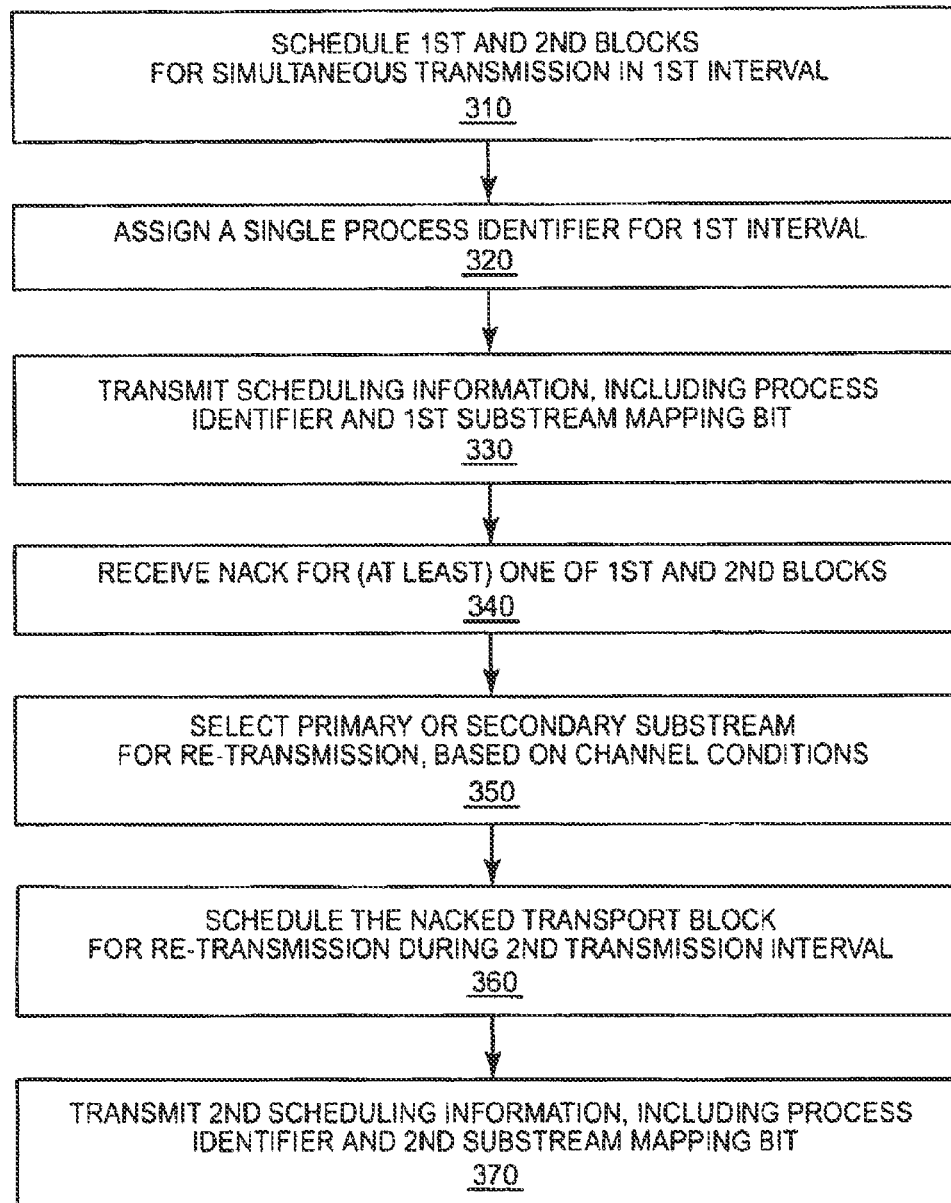 SCHEDULE 1ST AND 2ND BLOCKS
FOR SIMULTANEOUS TRANSMISSION IN 1ST INTERVAL
310
ASSIGN A SINGLE PROCESS IDENTIFIER FOR 1ST INTERVAL
320
TRANSMIT SCHEDULING INFORMATION, INCLUDING PROCESS
IDENTIFIER AND 1ST SUBSTREAM MAPPING BIT
330
RECEIVE NACK FOR (AT LEAST) ONE OF 1ST AND 2ND BLOCKS
340
SELECT PRIMARY OR SECONDARY SUBSTREAM
FOR RE-TRANSMISSION, BASED ON CHANNEL CONDITIONS
350
SCHEDULE THE NACKED TRANSPORT BLOCK
FOR RE-TRANSMISSION DURING 2ND TRANSMISSION INTERVAL
360
TRANSMIT 2ND SCHEDULING INFORMATION, INCLUDING PROCESS
IDENTIFIER AND 2ND SUBSTREAM MAPPING BIT
370